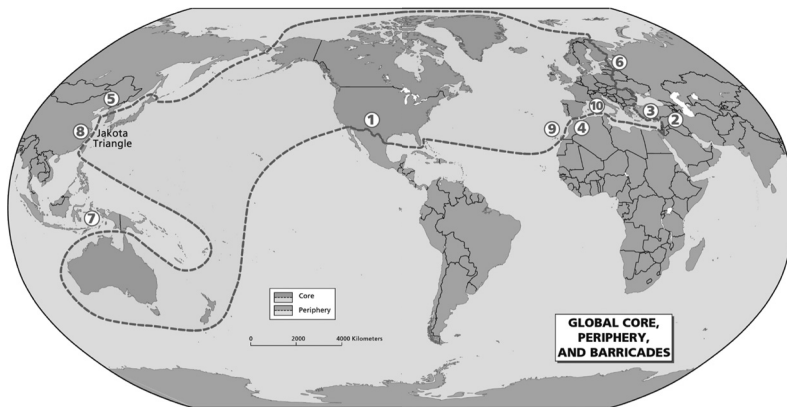 6
5
1
10
3
2
8
Jakota
Triangle
9
4
7
Core
Periphery
0 2000 4000 Kilometers
GLOBAL CORE,
PERIPHERY,
AND BARRICADES